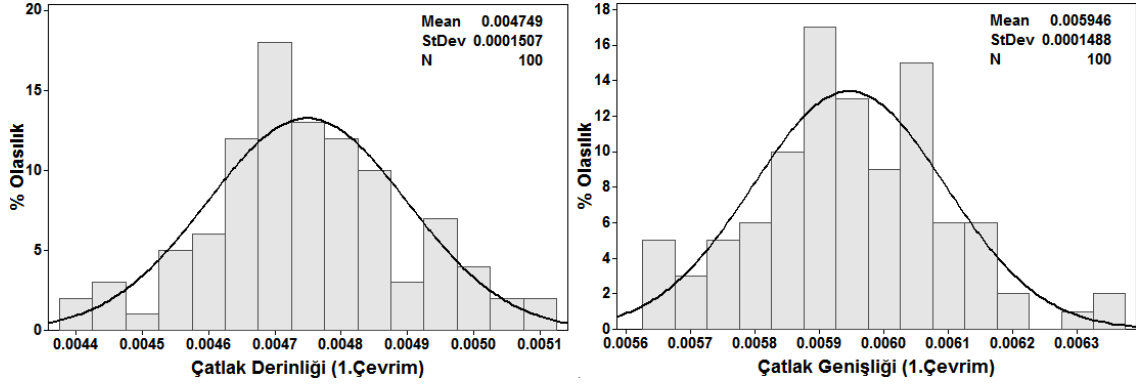 Mean 0.004749
StDev 0.0001507
N 100
% Olasılık
20
15
10
5
0
0.0044 0.0045 0.0046 0.0047 0.0048 0.0049 0.0050 0.0051
Çatlak Derinliği (1.Çevrim)
Mean 0.005946
StDev 0.0001488
N 100
% Olasılık
18
16
14
12
10
8
6
4
2
0
0.0056 0.0057 0.0058 0.0059 0.0060 0.0061 0.0062 0.0063
Çatlak Genişliği (1.Çevrim)